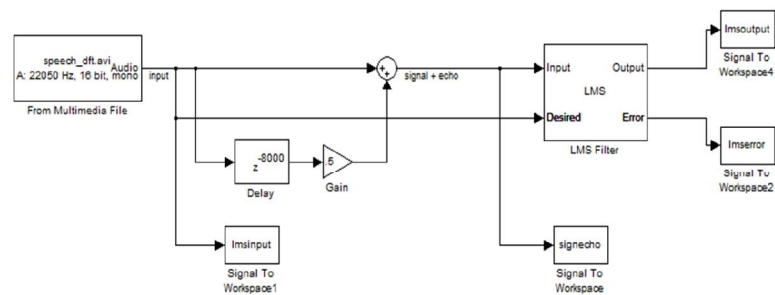 speech_dft.avi
Audio
A: 22050 Hz, 16 bit, mono
From Multimedia File
input
signal + echo
Input
Output
LMS
Desired
Error
LMS Filter
lmsoutput
Signal To
Workspace4
lmserror
Signal To
Workspace2
z-8000
Delay
.5
Gain
lmsinput
Signal To
Workspace1
signecho
Signal To
Workspace